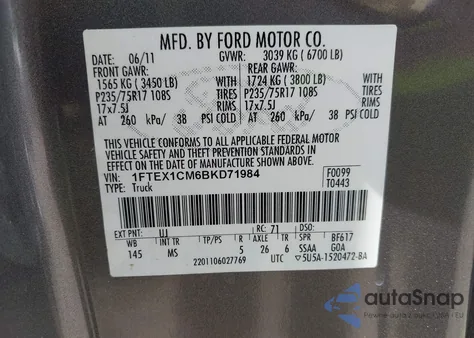 MFD. BY FORD MOTOR CO.
DATE: 06/11 GVWR: 3039 KG ( 6700 LB)
FRONT GAWR: REAR GAWR:
1565 KG ( 3450 LB) WITH 1724 KG ( 3800 LB) WITH
P235/75R17 108S TIRES P235/75R17 108S TIRES
17x7.5J RIMS 17x7.5J RIMS
AT 260 kPa/ 38 PSI COLD AT 260 kPa/ 38 PSI COLD
THIS VEHICLE CONFORMS TO ALL APPLICABLE FEDERAL MOTOR
VEHICLE SAFETY AND THEFT PREVENTION STANDARDS IN
EFFECT ON THE DATE OF MANUFACTURE SHOWN ABOVE.
VIN: 1FTEX1CM6BKD71984 F0099
TYPE: Truck T0443
EXT PNT: UJ RC: 71 DSO:
WB INT TR TP/PS R AXLE TR SPR BF617
145 MS 5 26 6 SSAA G0A
2201106027769 UTC 5USA-1520472-BA
autoSnap